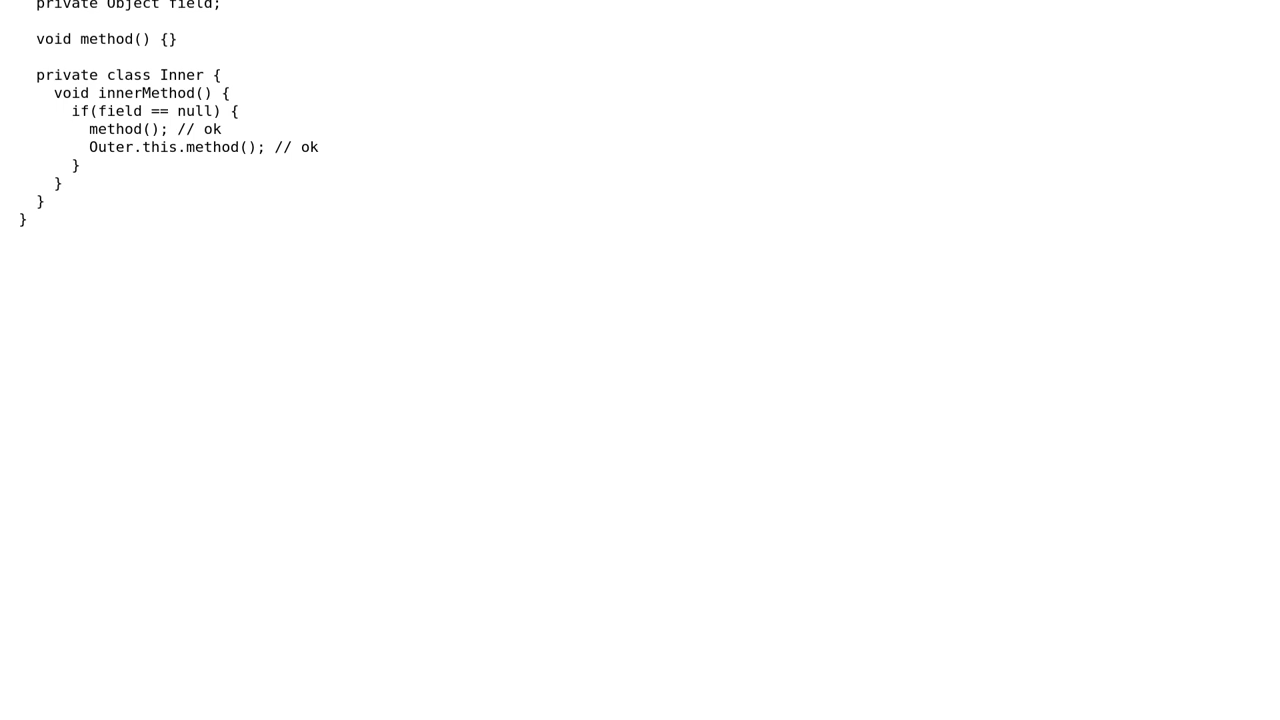 private Object field;
void method() {}
private class Inner {
void innerMethod() {
if(field == null) {
method(); // ok
Outer.this.method(); // ok
}
}
}
}